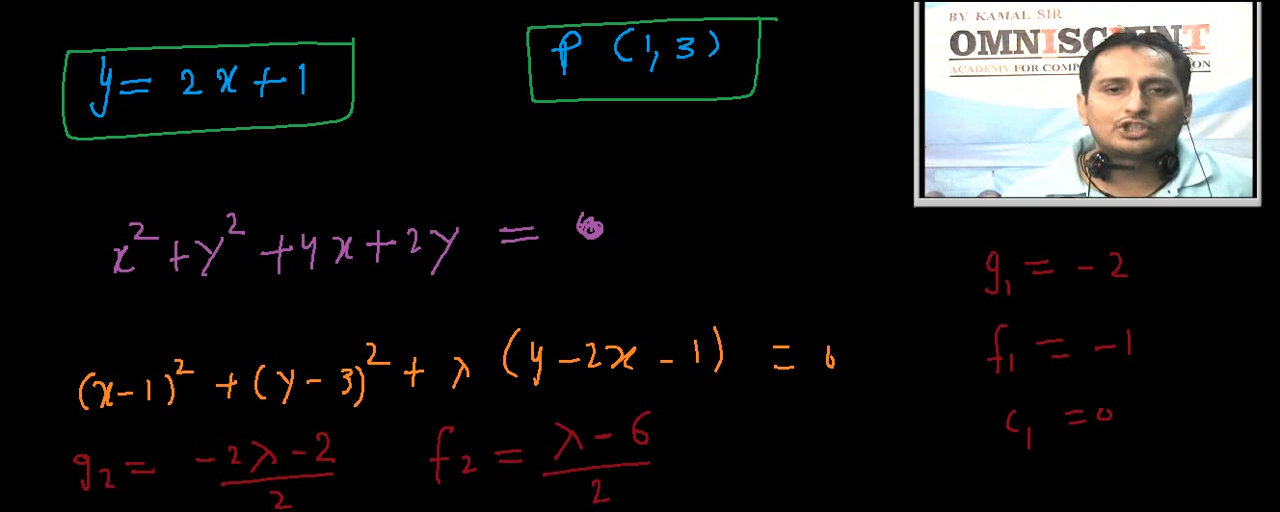 BY KAMAL SIR
OMNISCIENT
ACADEMY FOR COMP
y = 2x + 1
P (1, 3)
x² + y² + 4x + 2y =
g₁ = -2
(x-1)² + (y-3)² + λ (y-2x-1) = 0
f₁ = -1
c₁ = 0
g₂ = (-2λ-2)/2 f₂ = (λ-6)/2